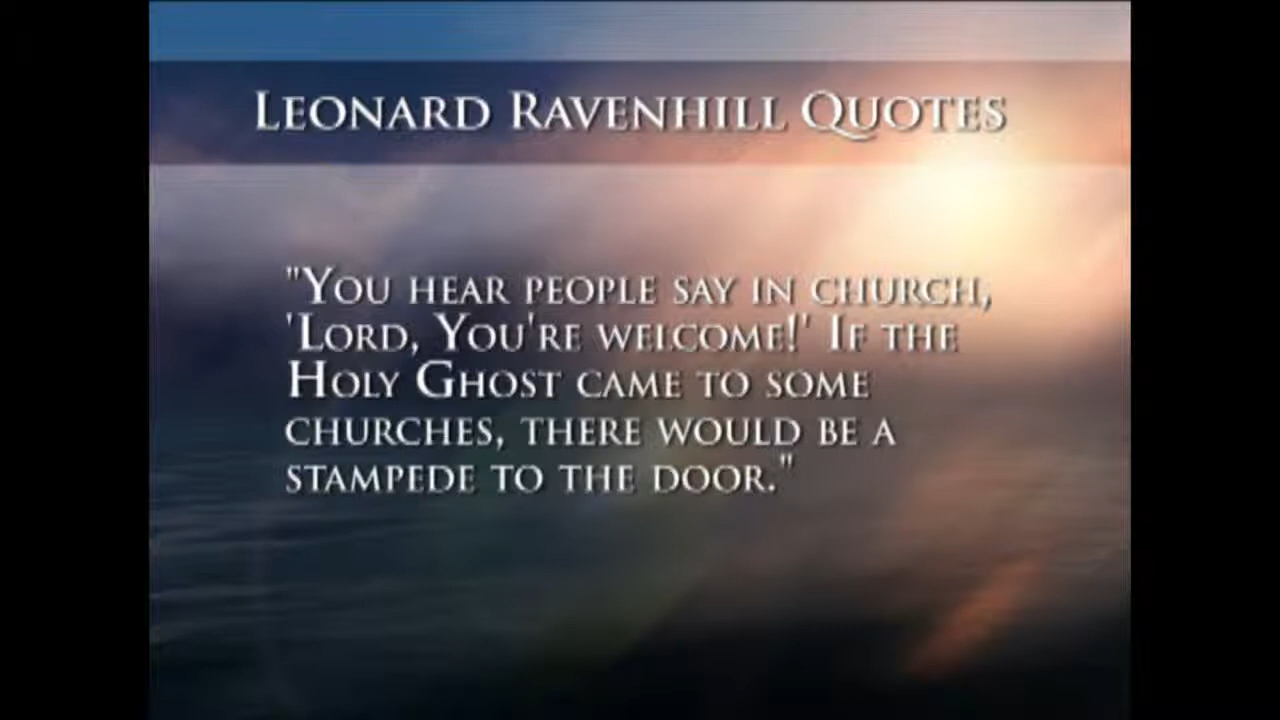 Leonard Ravenhill Quotes
"You hear people say in church,
'Lord, You're welcome!' If the
Holy Ghost came to some
churches, there would be a
stampede to the door."